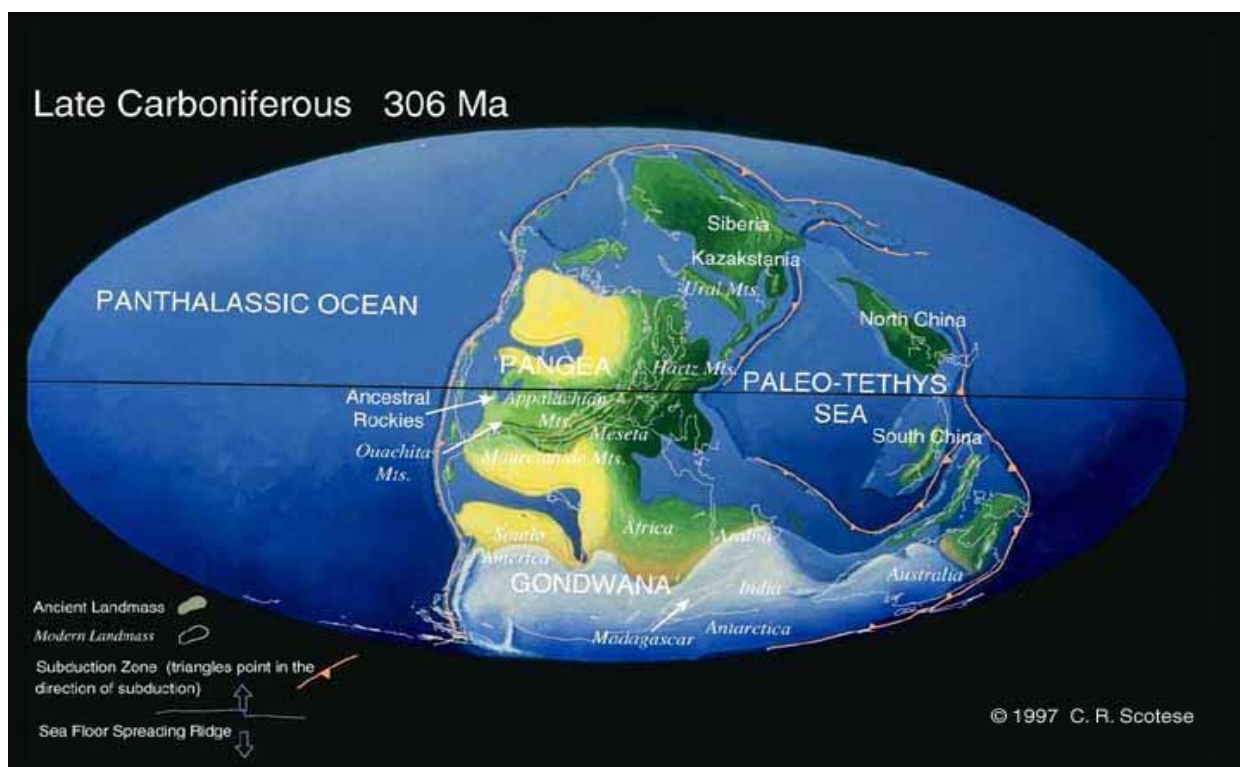 Late Carboniferous 306 Ma
Siberia
Kazakstania
Ural Mts.
PANTHALASSIC OCEAN
North China
PANGEA
Hartz Mts.
PALEO-TETHYS
SEA
Ancestral
Rockies
Appalachian
Mts.
Meseta
South China
Ouachita
Mts.
Mauretanide Mts.
Africa
South
America
Arabia
GONDWANA
India
Australia
Madagascar
Antarctica
Ancient Landmass
Modern Landmass
Subduction Zone (triangles point in the
direction of subduction)
Sea Floor Spreading Ridge
© 1997 C. R. Scotese